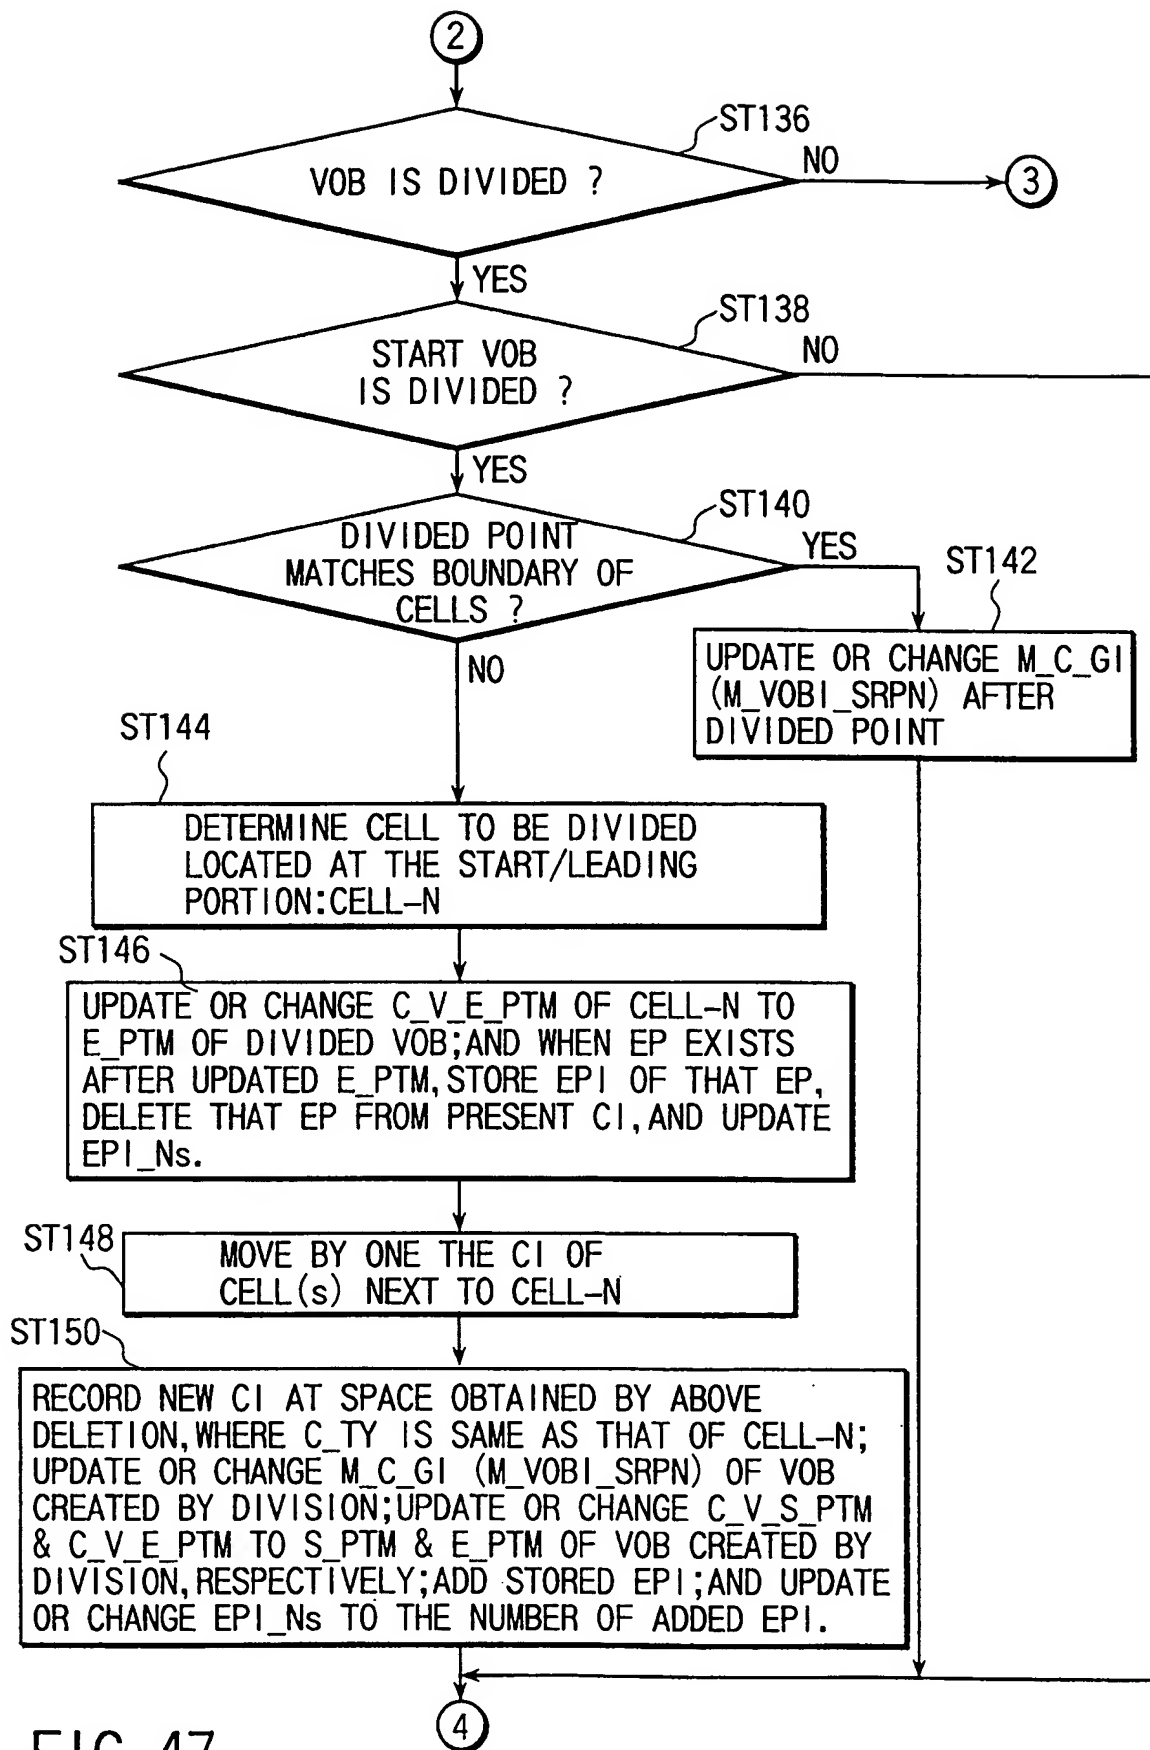 2
ST136
VOB IS DIVIDED ?
NO
3
YES
ST138
START VOB
IS DIVIDED ?
NO
YES
ST140
DIVIDED POINT
MATCHES BOUNDARY OF
CELLS ?
YES
ST142
NO
UPDATE OR CHANGE M_C_GI
(M_VOBI_SRPN) AFTER
DIVIDED POINT
ST144
DETERMINE CELL TO BE DIVIDED
LOCATED AT THE START/LEADING
PORTION:CELL-N
ST146
UPDATE OR CHANGE C_V_E_PTM OF CELL-N TO
E_PTM OF DIVIDED VOB;AND WHEN EP EXISTS
AFTER UPDATED E_PTM,STORE EPI OF THAT EP,
DELETE THAT EP FROM PRESENT CI,AND UPDATE
EPI_Ns.
ST148
MOVE BY ONE THE CI OF
CELL(s) NEXT TO CELL-N
ST150
RECORD NEW CI AT SPACE OBTAINED BY ABOVE
DELETION,WHERE C_TY IS SAME AS THAT OF CELL-N;
UPDATE OR CHANGE M_C_GI (M_VOBI_SRPN) OF VOB
CREATED BY DIVISION;UPDATE OR CHANGE C_V_S_PTM
& C_V_E_PTM TO S_PTM & E_PTM OF VOB CREATED BY
DIVISION,RESPECTIVELY;ADD STORED EPI;AND UPDATE
OR CHANGE EPI_Ns TO THE NUMBER OF ADDED EPI.
4
FIG. 47